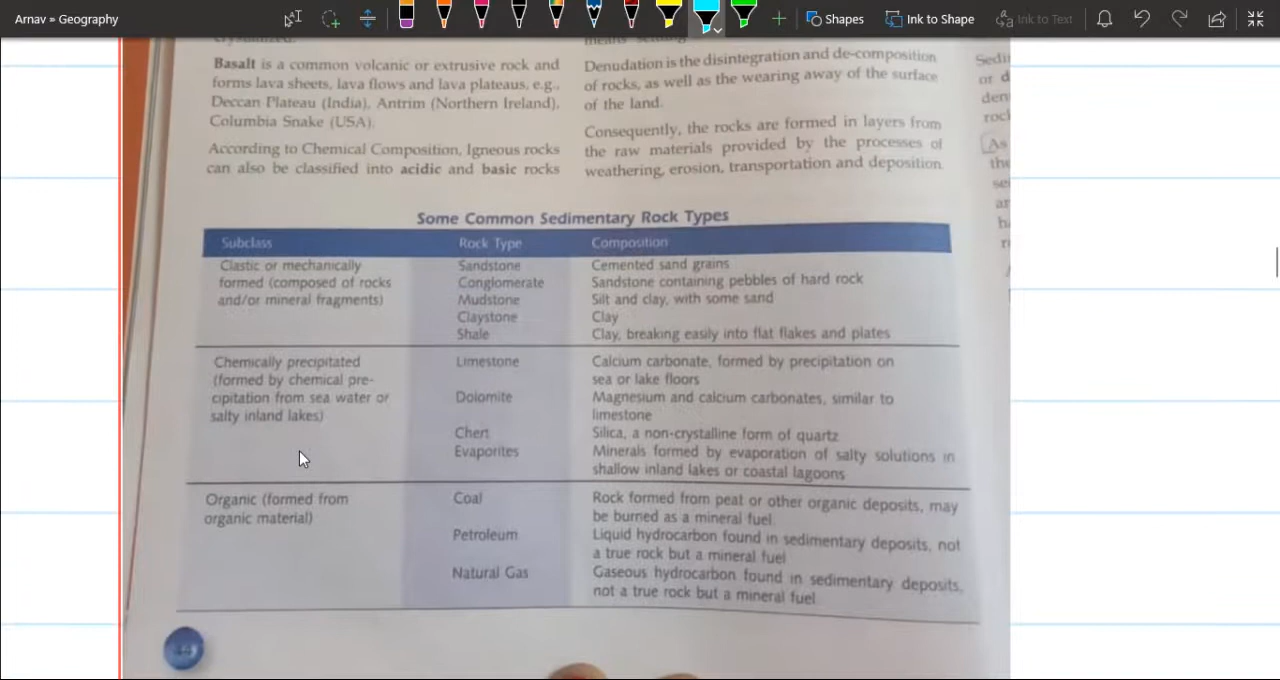 Arnav » Geography
Shapes
Ink to Shape
Ink to Text
crystallized.
Basalt is a common volcanic or extrusive rock and
forms lava sheets, lava flows and lava plateaus, e.g.,
Deccan Plateau (India), Antrim (Northern Ireland),
Columbia Snake (USA).
According to Chemical Composition, Igneous rocks
can also be classified into acidic and basic rocks
means
Denudation is the disintegration and de-composition
of rocks, as well as the wearing away of the surface
of the land.
Consequently, the rocks are formed in layers from
the raw materials provided by the processes of
weathering, erosion, transportation and deposition.
Sedi
or d
den
rocl
As
the
se
ar
h
r
Some Common Sedimentary Rock Types
Subclass Rock Type Composition
Clastic or mechanically Sandstone Cemented sand grains
formed (composed of rocks Conglomerate Sandstone containing pebbles of hard rock
and/or mineral fragments) Mudstone Silt and clay, with some sand
Claystone Clay
Shale Clay, breaking easily into flat flakes and plates
Chemically precipitated Limestone Calcium carbonate, formed by precipitation on
(formed by chemical pre- sea or lake floors
cipitation from sea water or Dolomite Magnesium and calcium carbonates, similar to
salty inland lakes) limestone
Chert Silica, a non-crystalline form of quartz
Evaporites Minerals formed by evaporation of salty solutions in
shallow inland lakes or coastal lagoons
Organic (formed from Coal Rock formed from peat or other organic deposits, may
organic material) be burned as a mineral fuel
Petroleum Liquid hydrocarbon found in sedimentary deposits, not
a true rock but a mineral fuel
Natural Gas Gaseous hydrocarbon found in sedimentary deposits,
not a true rock but a mineral fuel